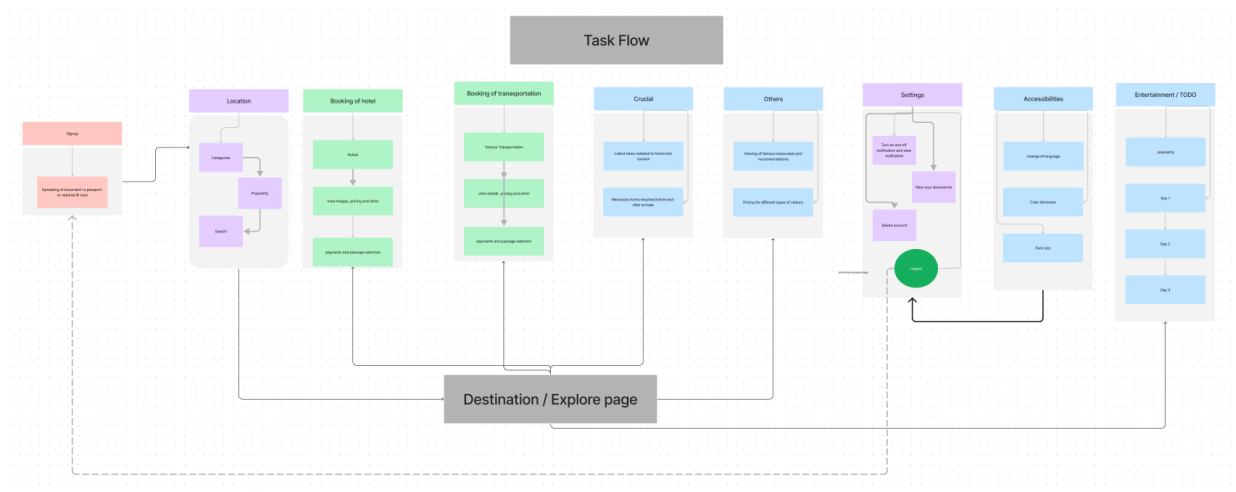 Task Flow
Signup
Uploading of document i.e passport
or national ID card
Location
Categories
Popularity
Search
Booking of hotel
Hotels
View images, pricing and other
payments and package selection
Booking of transportation
Various Transportation
view details, pricing and other
payments and package selection
Crucial
Latest news realated to travel and
location
Necessary forms required before and
after arrivals
Others
Viewing of famous restaurants and
recommendations
Pricing for different types of visitors
Settings
Turn on and off
notification and view
notification
View your documents
Delete account
Logout
Accessibilities
change of language
Color blindness
Font size
Entertainment / TODO
popularity
Day 1
Day 2
Day 3
Destination / Explore page